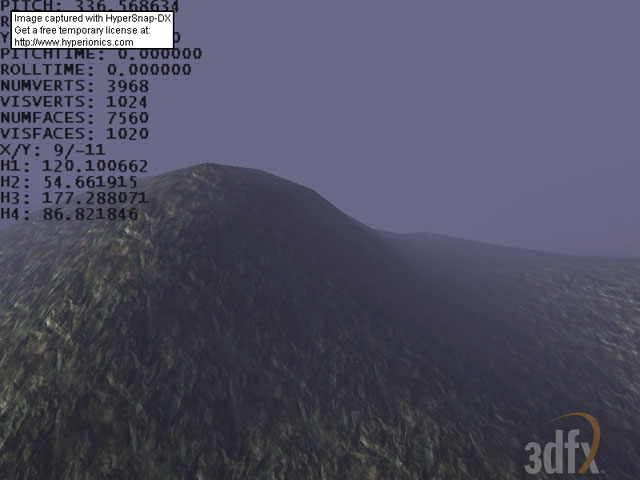 PITCH: 336.568634
Image captured with HyperSnap-DX
Get a free temporary license at:
http://www.hyperionics.com
PITCHTIME: 0.000000
ROLLTIME: 0.000000
NUMVERTS: 3968
VISVERTS: 1024
NUMFACES: 7560
VISFACES: 1020
X/Y: 9/-11
H1: 120.100662
H2: 54.661915
H3: 177.288071
H4: 86.821846
3dfx